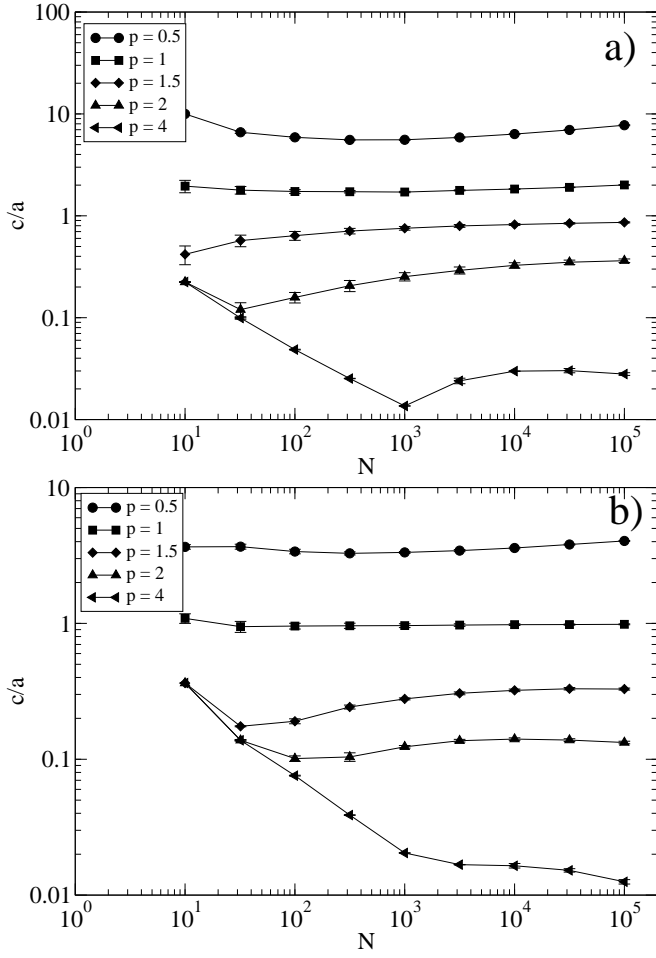 a)
100
10
1
0.1
0.01
c/a
p = 0.5
p = 1
p = 1.5
p = 2
p = 4
10^0 10^1 10^2 10^3 10^4 10^5
N
b)
10
1
0.1
0.01
c/a
p = 0.5
p = 1
p = 1.5
p = 2
p = 4
10^0 10^1 10^2 10^3 10^4 10^5
N